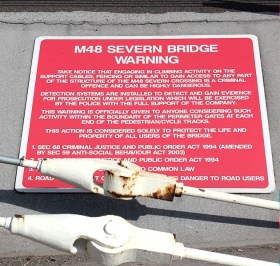 M48 SEVERN BRIDGE
WARNING
TAKE NOTICE THAT ENGAGING IN CLIMBING ACTIVITY ON THE
SUPPORT CABLES, FENCING OR SIMILAR TO GAIN ACCESS TO ANY PART
OF THE STRUCTURE OF THE M48 SEVERN CROSSING IS A CRIMINAL
OFFENCE AND CAN BE HIGHLY DANGEROUS.
DETECTION SYSTEMS ARE INSTALLED TO DETECT AND GAIN EVIDENCE
FOR PROSECUTION UNDER LEGISLATION WHICH WILL BE EXERCISED
BY THE POLICE WITH THE FULL SUPPORT OF THE COMPANY.
THIS WARNING IS OFFICIALLY GIVEN TO ANYONE CONSIDERING SUCH
ACTIVITY WITHIN THE BOUNDARY OF THE PERIMETER GATES AT EACH
END OF THE PEDESTRIAN/CYCLE TRACKS.
THIS ACTION IS CONSIDERED SOLELY TO PROTECT THE LIFE AND
PROPERTY OF ALL USERS OF THE BRIDGE.
1. SEC 68 CRIMINAL JUSTICE AND PUBLIC ORDER ACT 1994 (AMENDED
BY SEC 59 ANTI-SOCIAL BEHAVIOUR ACT 2003)
JUSTICE AND PUBLIC ORDER ACT 1994
TO COMMON LAW
4. ROAD DANGER TO ROAD USERS